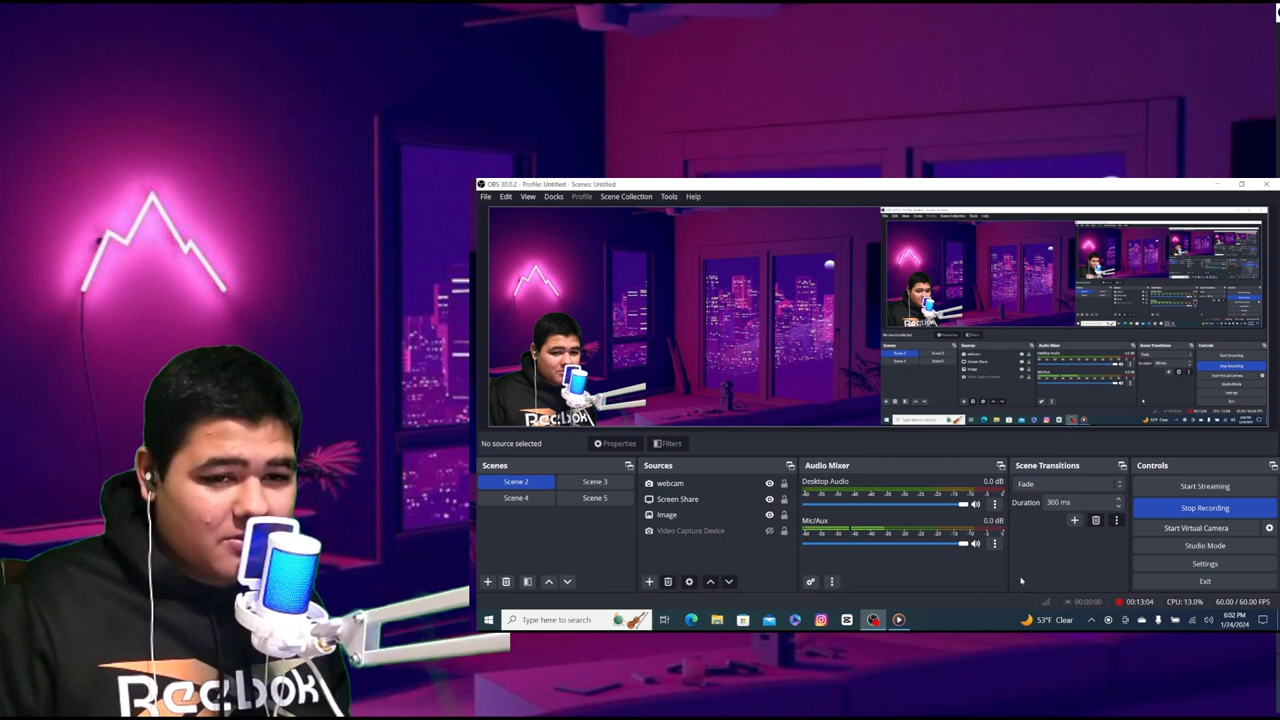 OBS 30.0.2 - Profile: Untitled - Scenes: Untitled
File Edit View Docks Profile Scene Collection Tools Help
No source selected Properties Filters
Scenes Sources Audio Mixer Scene Transitions Controls
Scene 2 Scene 3
Scene 4 Scene 5
webcam
Screen Share
Image
Video Capture Device
Desktop Audio 0.0 dB
Mic/Aux 0.0 dB
Fade
Duration 300 ms
Start Streaming
Stop Recording
Start Virtual Camera
Studio Mode
Settings
Exit
00:00:00 00:13:04 CPU: 13.0% 60.00 / 60.00 FPS
Type here to search
53°F Clear
6:02 PM
1/24/2024
Reebok